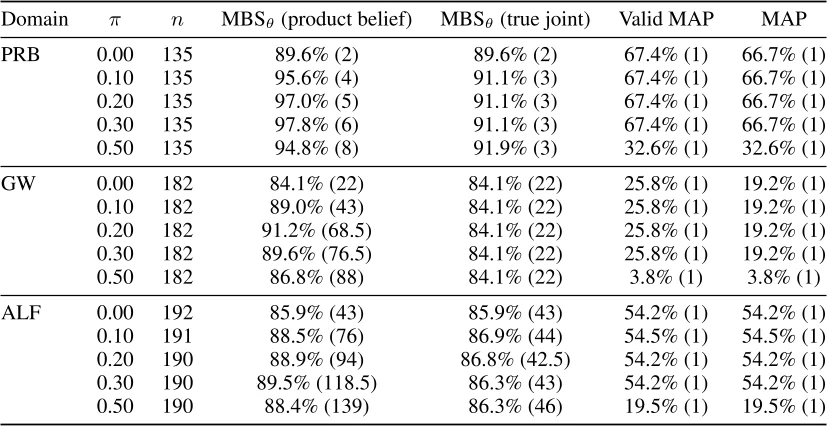 Domain π n MBSθ (product belief) MBSθ (true joint) Valid MAP MAP
PRB 0.00 135 89.6% (2) 89.6% (2) 67.4% (1) 66.7% (1)
0.10 135 95.6% (4) 91.1% (3) 67.4% (1) 66.7% (1)
0.20 135 97.0% (5) 91.1% (3) 67.4% (1) 66.7% (1)
0.30 135 97.8% (6) 91.1% (3) 67.4% (1) 66.7% (1)
0.50 135 94.8% (8) 91.9% (3) 32.6% (1) 32.6% (1)
GW 0.00 182 84.1% (22) 84.1% (22) 25.8% (1) 19.2% (1)
0.10 182 89.0% (43) 84.1% (22) 25.8% (1) 19.2% (1)
0.20 182 91.2% (68.5) 84.1% (22) 25.8% (1) 19.2% (1)
0.30 182 89.6% (76.5) 84.1% (22) 25.8% (1) 19.2% (1)
0.50 182 86.8% (88) 84.1% (22) 3.8% (1) 3.8% (1)
ALF 0.00 192 85.9% (43) 85.9% (43) 54.2% (1) 54.2% (1)
0.10 191 88.5% (76) 86.9% (44) 54.5% (1) 54.5% (1)
0.20 190 88.9% (94) 86.8% (42.5) 54.2% (1) 54.2% (1)
0.30 190 89.5% (118.5) 86.3% (43) 54.2% (1) 54.2% (1)
0.50 190 88.4% (139) 86.3% (46) 19.5% (1) 19.5% (1)